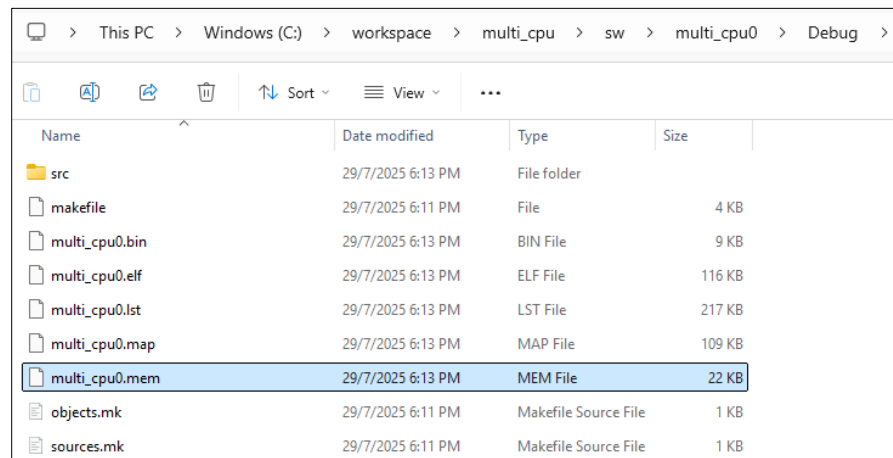 > This PC > Windows (C:) > workspace > multi_cpu > sw > multi_cpu0 > Debug >
Sort View ...
Name Date modified Type Size
src 29/7/2025 6:13 PM File folder
makefile 29/7/2025 6:11 PM File 4 KB
multi_cpu0.bin 29/7/2025 6:13 PM BIN File 9 KB
multi_cpu0.elf 29/7/2025 6:13 PM ELF File 116 KB
multi_cpu0.lst 29/7/2025 6:13 PM LST File 217 KB
multi_cpu0.map 29/7/2025 6:13 PM MAP File 109 KB
multi_cpu0.mem 29/7/2025 6:13 PM MEM File 22 KB
objects.mk 29/7/2025 6:11 PM Makefile Source File 1 KB
sources.mk 29/7/2025 6:11 PM Makefile Source File 1 KB